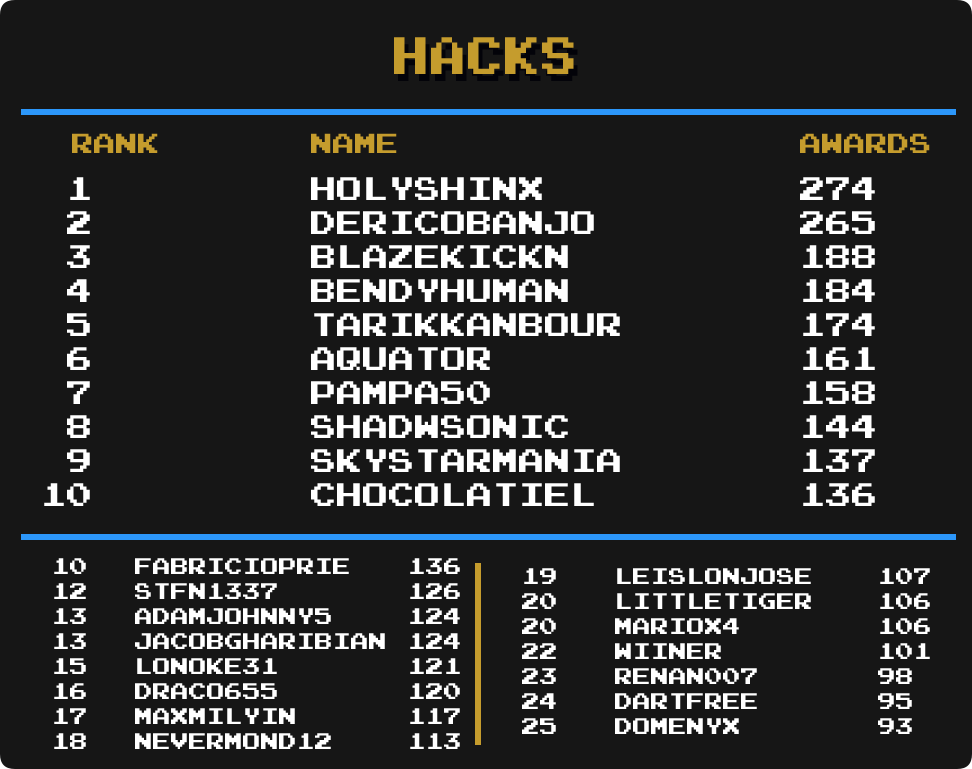 HACKS
RANK NAME AWARDS
1 HOLYSHINX 274
2 DERICOBANJO 265
3 BLAZEKICKN 188
4 BENDYHUMAN 184
5 TARIKKANBOUR 174
6 AQUATOR 161
7 PAMPA50 158
8 SHADWSONIC 144
9 SKYSTARMANIA 137
10 CHOCOLATIEL 136
10 FABRICIOPRIE 136
12 STFN1337 126
13 ADAMJOHNNY5 124
13 JACOBGHARIBIAN 124
15 LONOKE31 121
16 DRACO655 120
17 MAXMILYIN 117
18 NEVERMOND12 113
19 LEISLONJOSE 107
20 LITTLETIGER 106
20 MARIOX4 106
22 WIINER 101
23 RENAN007 98
24 DARTFREE 95
25 DOMENYX 93